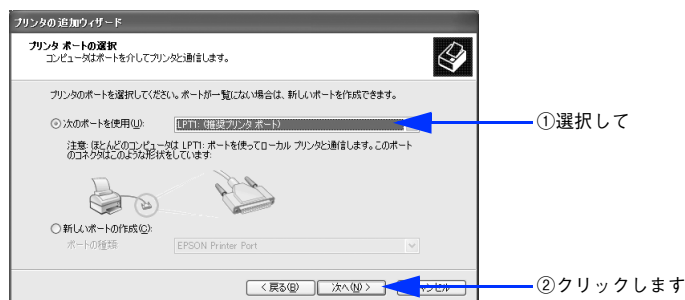 プリンタの追加ウィザード
プリンタ ポートの選択
コンピュータはポートを介してプリンタと通信します。
プリンタのポートを選択してください。ポートが一覧にない場合は、新しいポートを作成できます。
次のポートを使用(U):
LPT1: (推奨プリンタ ポート)
①選択して
注意: ほとんどのコンピュータは LPT1: ポートを使ってローカル プリンタと通信します。このポート
のコネクタはこのような形状をしています:
新しいポートの作成(C):
ポートの種類
EPSON Printer Port
< 戻る(B)
次へ(N) >
キャンセル
②クリックします